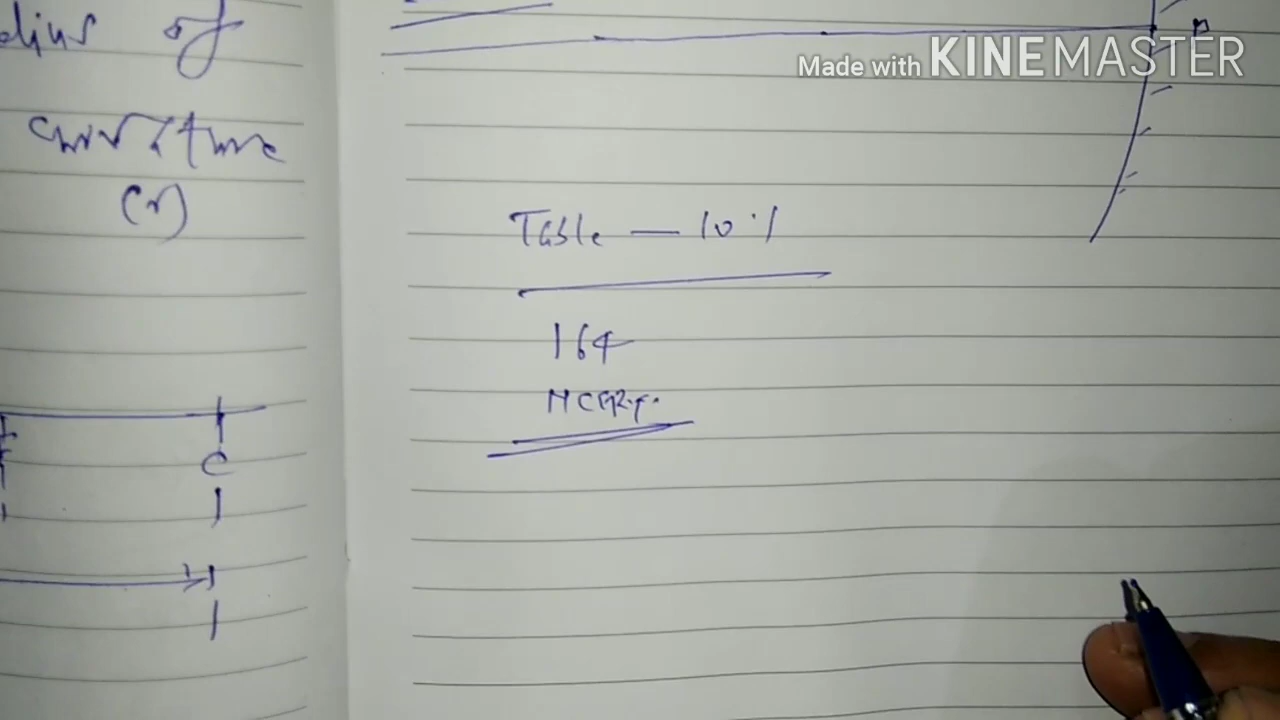 dius of
curvature
(r)
F
C
P
Made with KINEMASTER
Table — 10.1
164
NCERT.